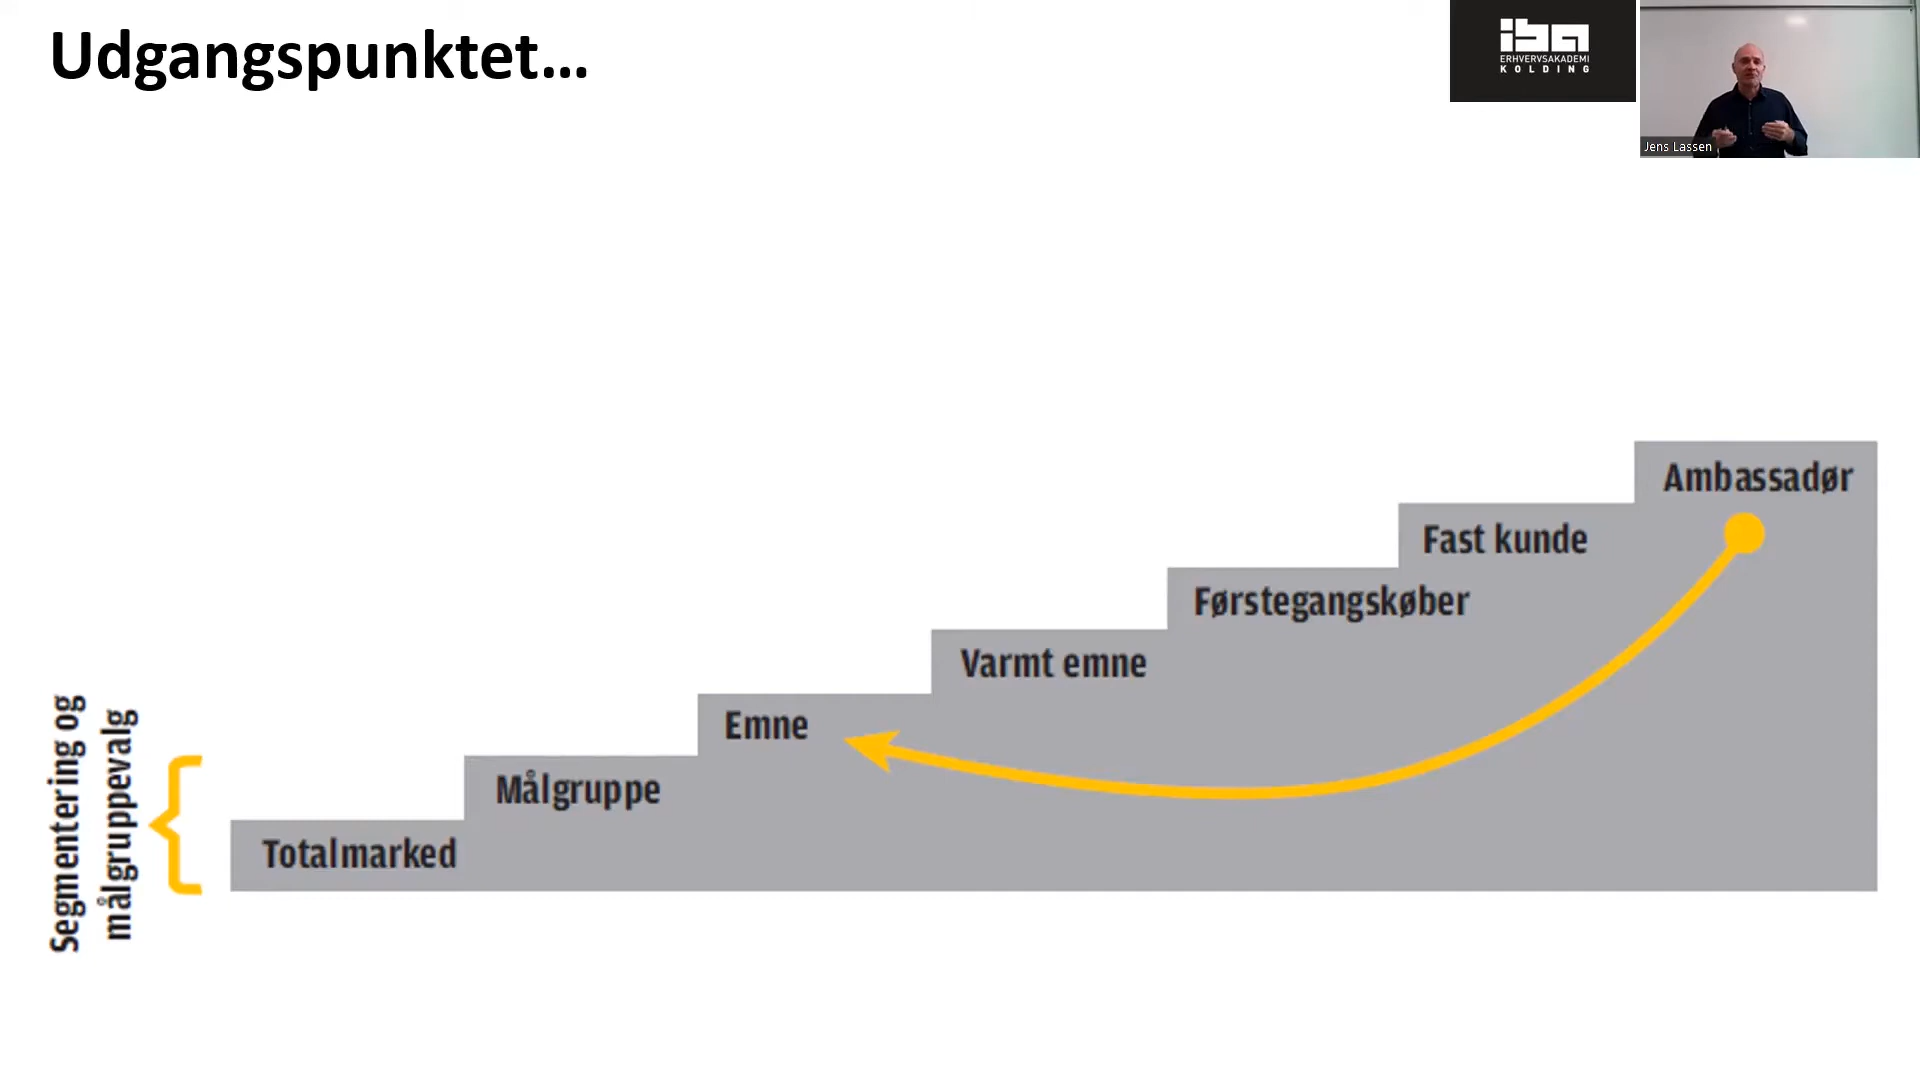 Udgangspunktet...
iba
ERHVERVSAKADEMI
KOLDING
Jens Lassen
Ambassadør
Fast kunde
Førstegangskøber
Varmt emne
Emne
Målgruppe
Totalmarked
Segmentering og
målgruppevalg